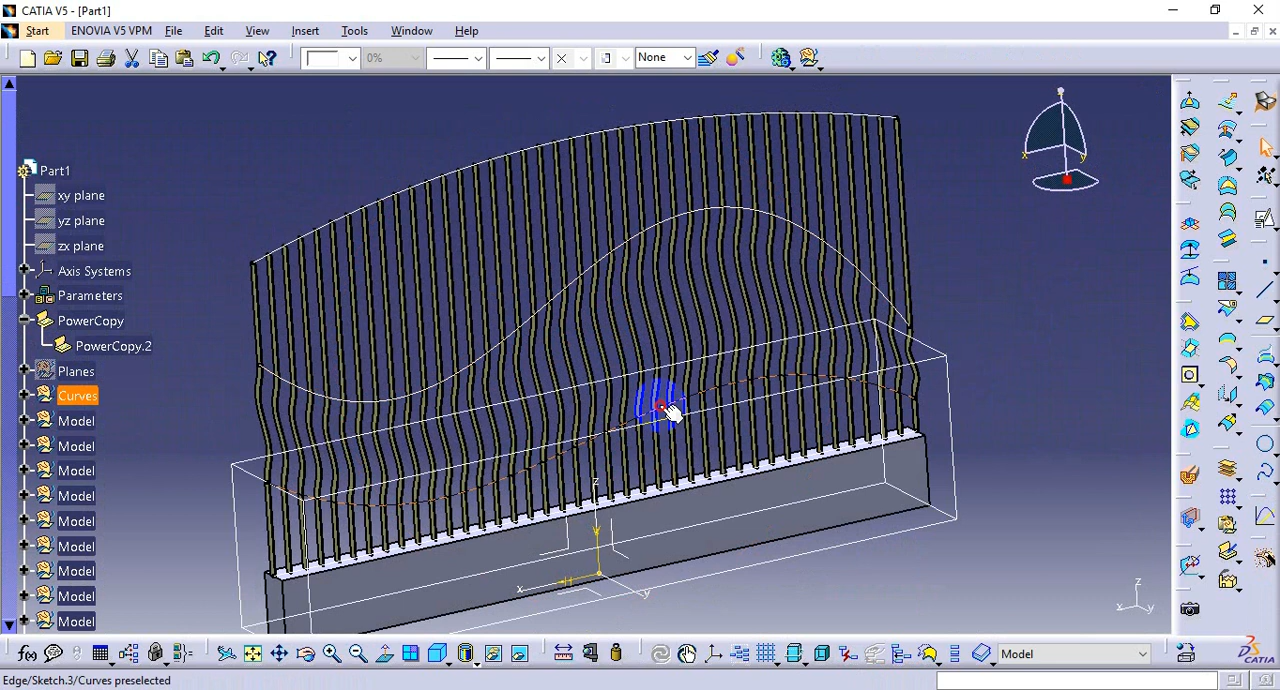 CATIA V5 - [Part1]
Start ENOVIA V5 VPM File Edit View Insert Tools Window Help
0% None
Part1
xy plane
yz plane
zx plane
Axis Systems
Parameters
PowerCopy
PowerCopy.2
Planes
Curves
Model
Model
Model
Model
Model
Model
Model
Model
Model
x y
z
y
x H
y
z
x y
f(x) Model
CATIA
Edge/Sketch.3/Curves preselected